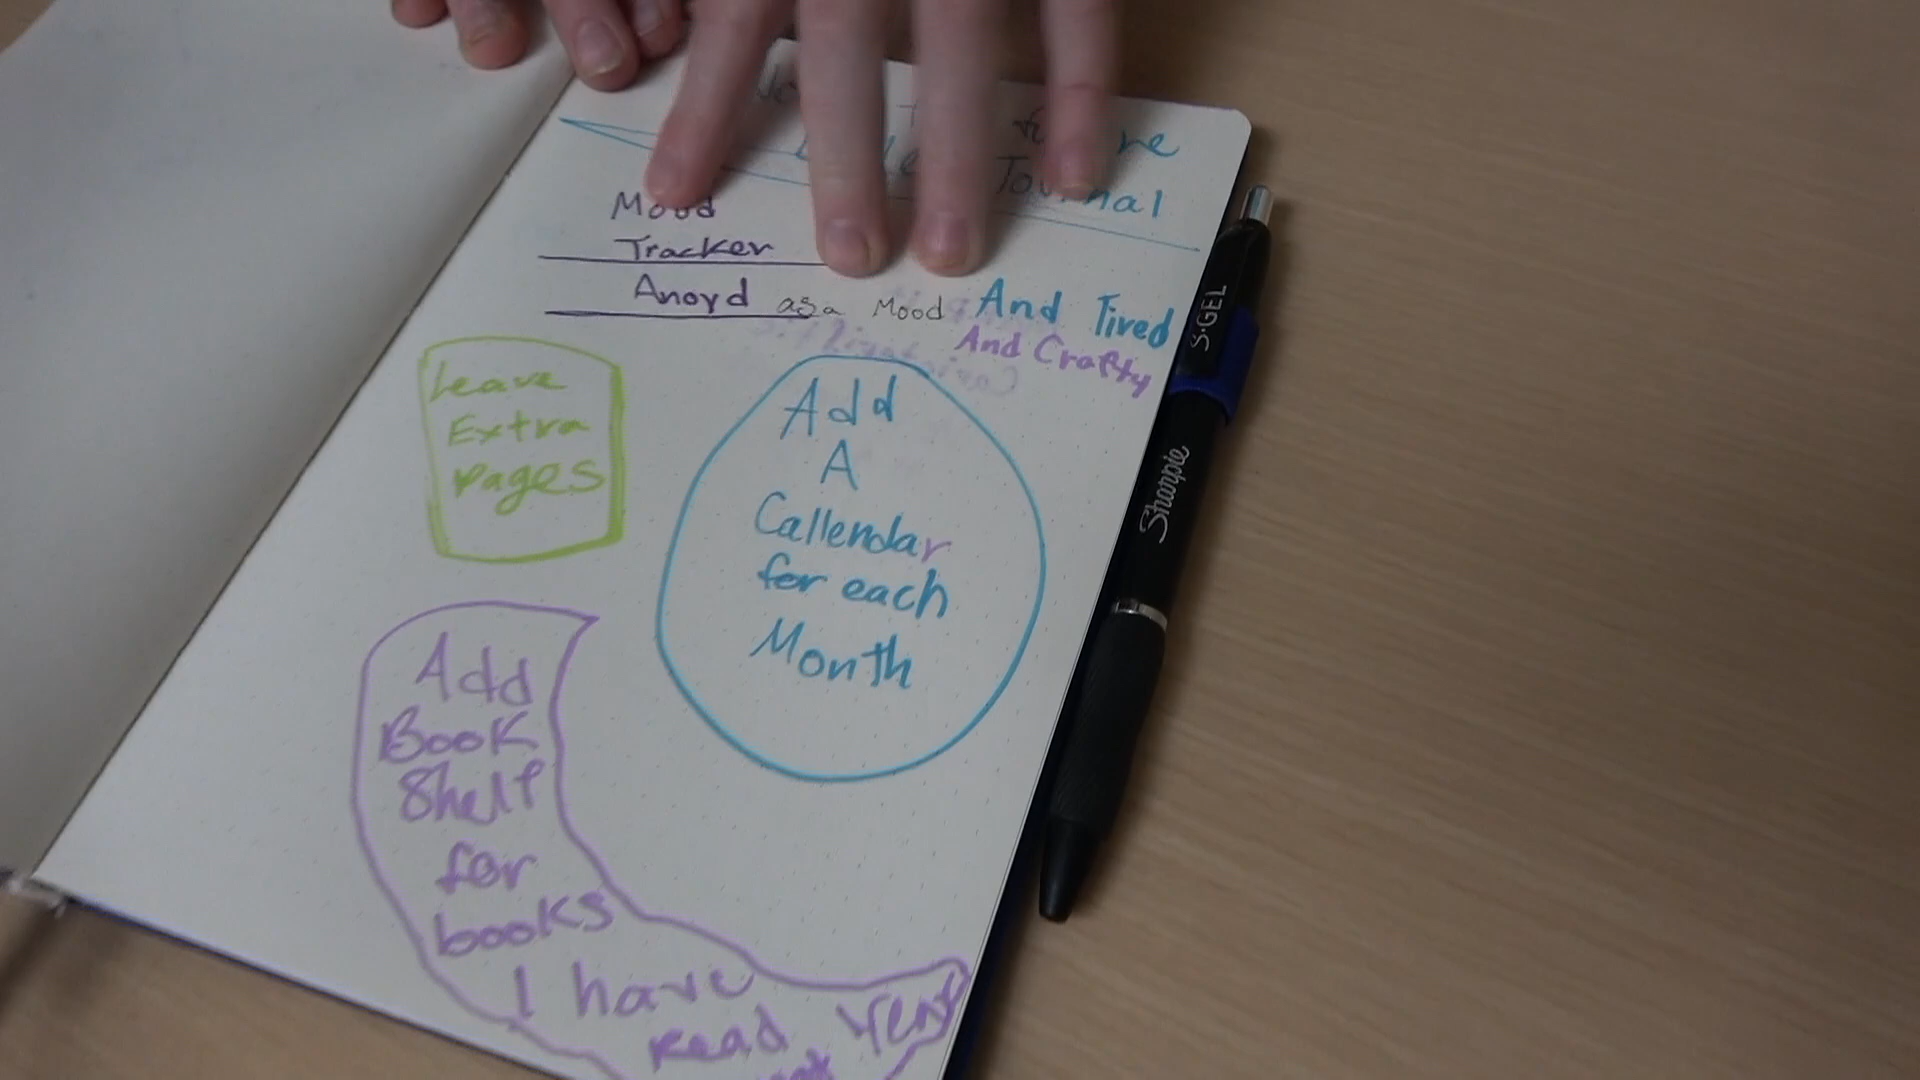 Journal
Mood
Tracker
Anoyd as a Mood And Tired
And Crafty
Leave
Extra
pages
Add
A
Callendar
for each
Month
Add
Book
Shelf
for
books
I have
read
S·GEL
Sharpie